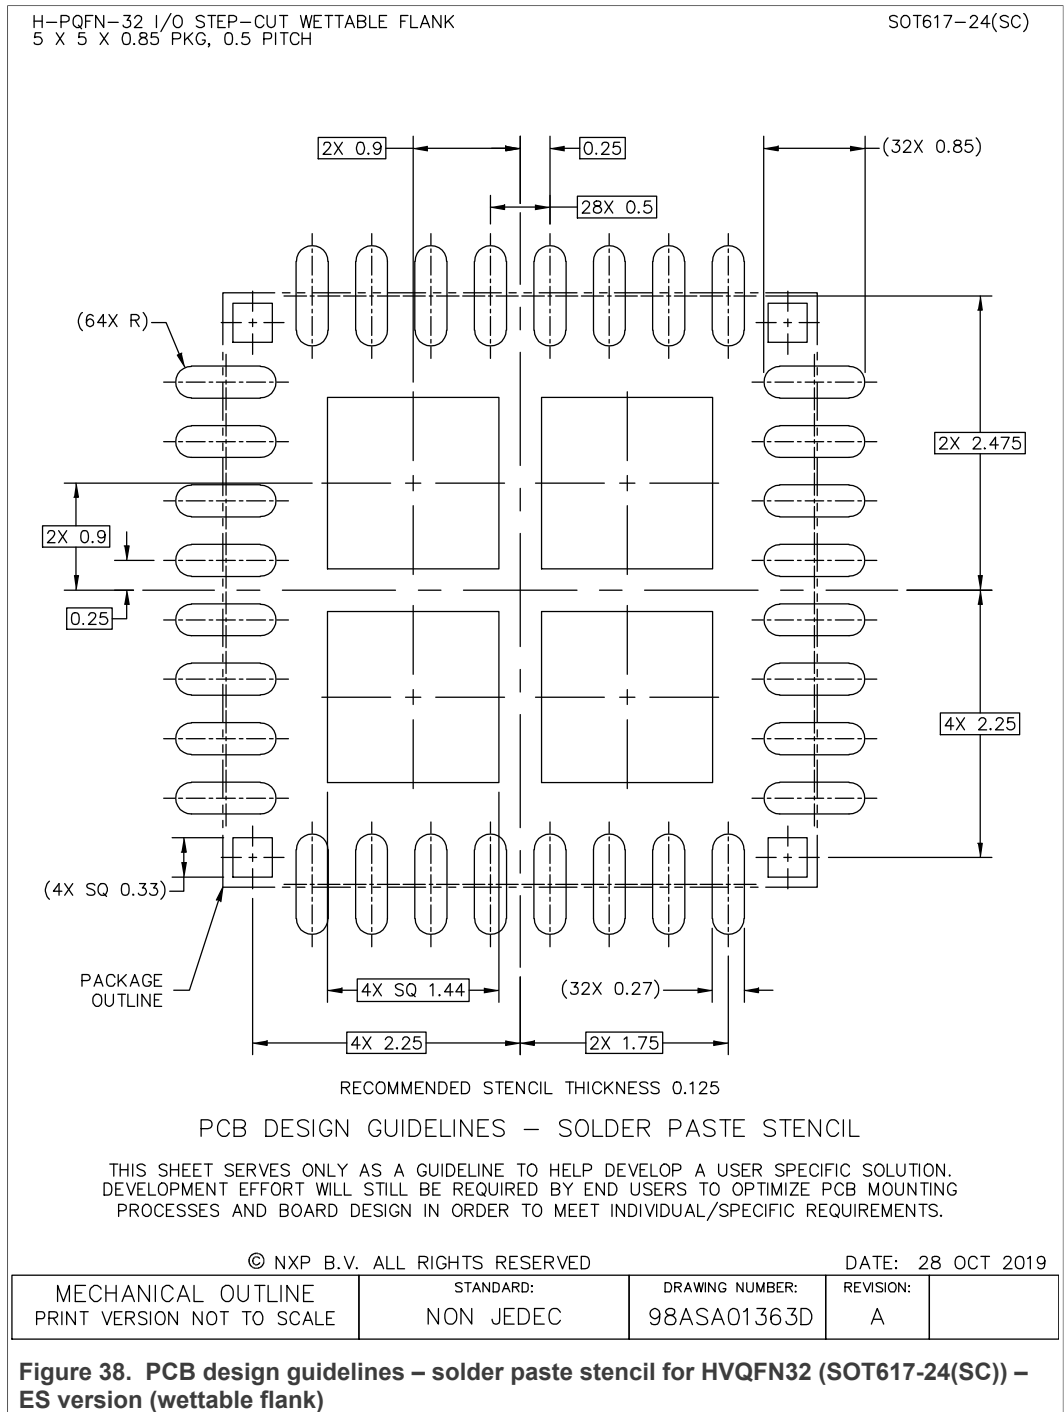 H-PQFN-32 I/O STEP-CUT WETTABLE FLANK
5 X 5 X 0.85 PKG, 0.5 PITCH
SOT617-24(SC)
2X 0.9
0.25
(32X 0.85)
28X 0.5
(64X R)
2X 2.475
2X 0.9
0.25
4X 2.25
(4X SQ 0.33)
PACKAGE
OUTLINE
4X SQ 1.44
(32X 0.27)
4X 2.25
2X 1.75
RECOMMENDED STENCIL THICKNESS 0.125
PCB DESIGN GUIDELINES – SOLDER PASTE STENCIL
THIS SHEET SERVES ONLY AS A GUIDELINE TO HELP DEVELOP A USER SPECIFIC SOLUTION.
DEVELOPMENT EFFORT WILL STILL BE REQUIRED BY END USERS TO OPTIMIZE PCB MOUNTING
PROCESSES AND BOARD DESIGN IN ORDER TO MEET INDIVIDUAL/SPECIFIC REQUIREMENTS.
© NXP B.V. ALL RIGHTS RESERVED
DATE: 28 OCT 2019
MECHANICAL OUTLINE
PRINT VERSION NOT TO SCALE
STANDARD:
NON JEDEC
DRAWING NUMBER:
98ASA01363D
REVISION:
A
Figure 38. PCB design guidelines – solder paste stencil for HVQFN32 (SOT617-24(SC)) –
ES version (wettable flank)